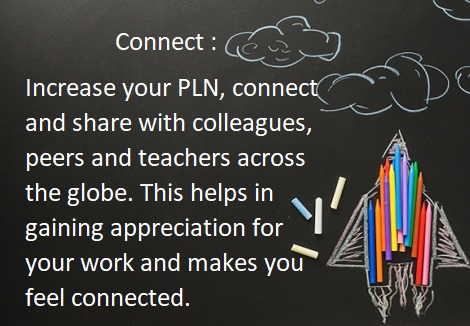 Connect :
Increase your PLN, connect
and share with colleagues,
peers and teachers across
the globe. This helps in
gaining appreciation for
your work and makes you
feel connected.